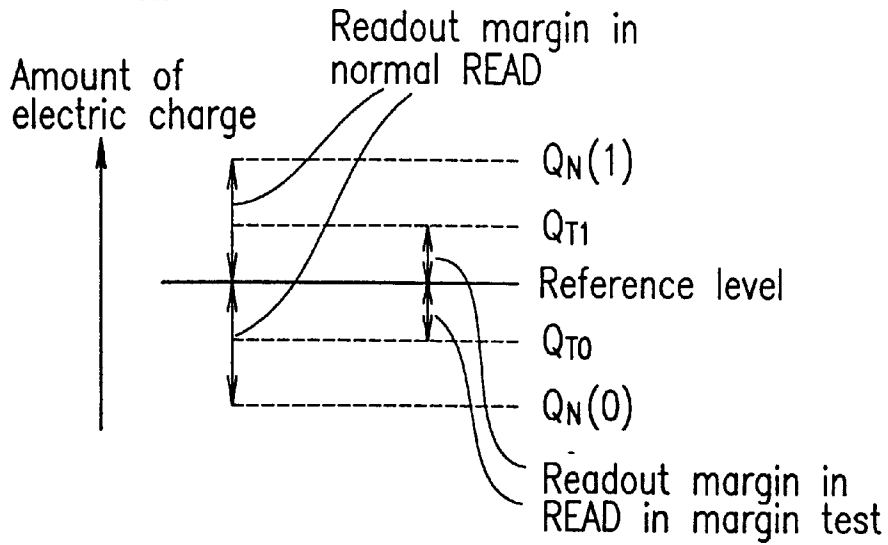 Readout margin in
normal READ
Amount of
electric charge
QN(1)
QT1
Reference level
QT0
QN(0)
Readout margin in
READ in margin test